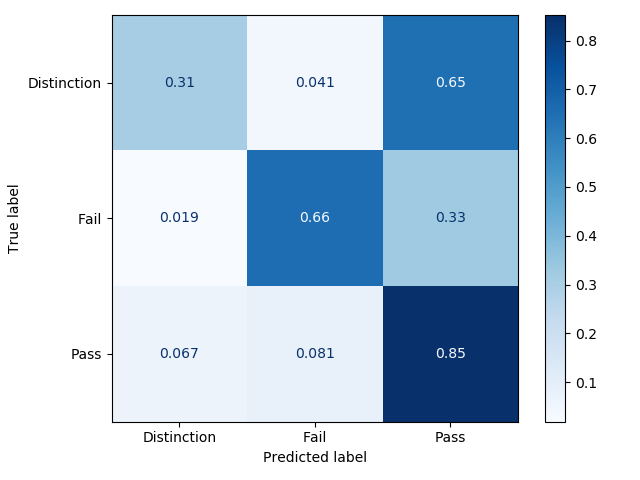 Distinction 0.31 0.041 0.65
Fail 0.019 0.66 0.33
Pass 0.067 0.081 0.85
Distinction Fail Pass
Predicted label
True label
0.8
0.7
0.6
0.5
0.4
0.3
0.2
0.1